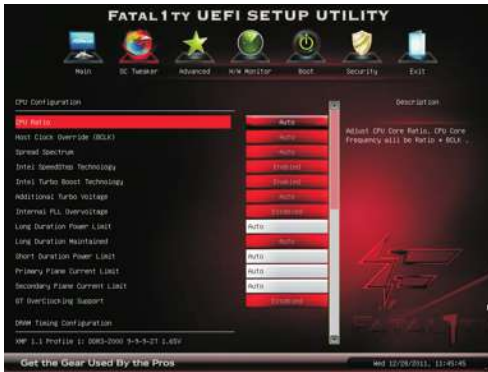 FATAL1TY UEFI SETUP UTILITY
Main OC Tweaker Advanced H/W Monitor Boot Security Exit
CPU Configuration
Description
CPU Ratio Auto
Adjust CPU Core Ratio. CPU Core
Frequency will be Ratio * BCLK .
Host Clock Override (BCLK) Auto
Spread Spectrum Auto
Intel SpeedStep Technology Enabled
Intel Turbo Boost Technology Enabled
Additional Turbo Voltage Auto
Internal PLL Overvoltage
Long Duration Power Limit Auto
Long Duration Maintained Auto
Short Duration Power Limit Auto
Primary Plane Current Limit Auto
Secondary Plane Current Limit Auto
GT OverClocking Support
DRAM Timing Configuration
XMP 1.1 Profile 1: DDR3-2000 9-9-9-27 1.65V
FATAL1TY
Get the Gear Used By the Pros
Wed 12/28/2011, 11:45:45